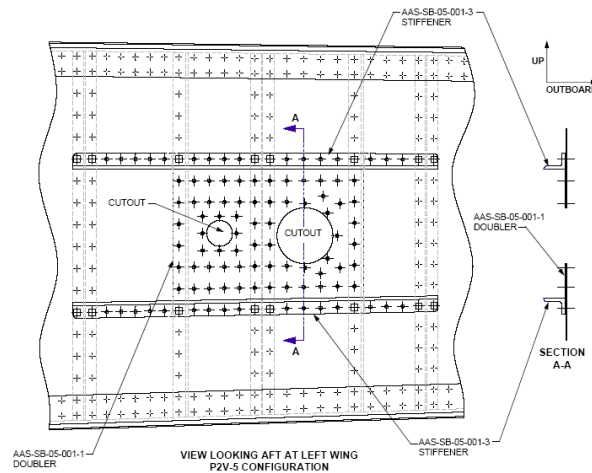 AAS-SB-05-001-3
STIFFENER
UP
OUTBOARD
A
CUTOUT
CUTOUT
AAS-SB-05-001-1
DOUBLER
A
SECTION
A-A
AAS-SB-05-001-1
DOUBLER
VIEW LOOKING AFT AT LEFT WING
P2V-5 CONFIGURATION
AAS-SB-05-001-3
STIFFENER